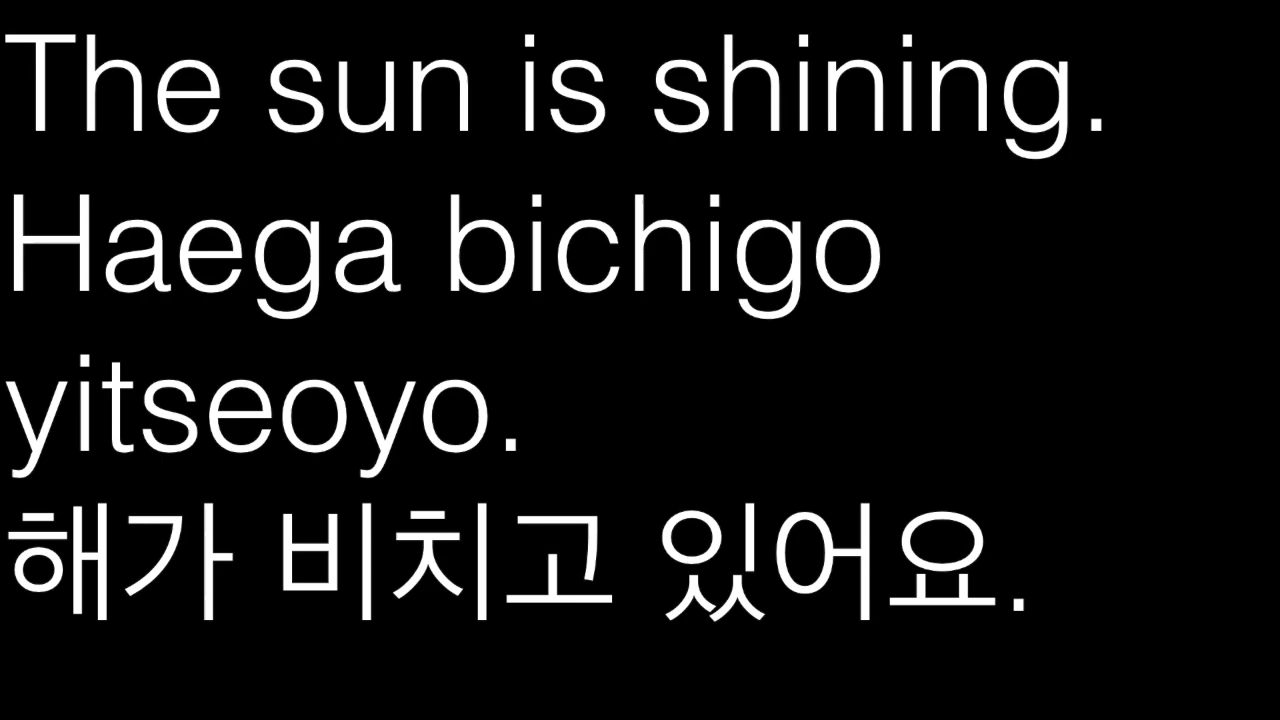 The sun is shining.
Haega bichigo
yitseoyo.
해가 비치고 있어요.